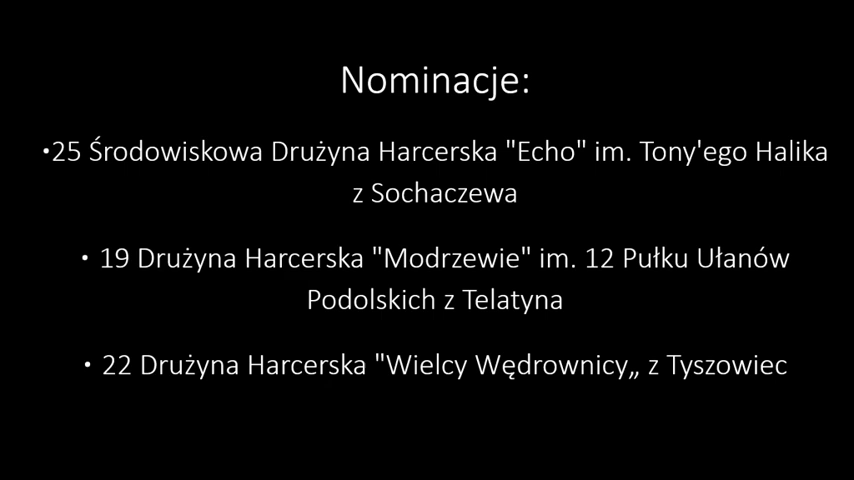 Nominacje:
•25 Środowiskowa Drużyna Harcerska "Echo" im. Tony'ego Halika
z Sochaczewa
• 19 Drużyna Harcerska "Modrzewie" im. 12 Pułku Ułanów
Podolskich z Telatyna
• 22 Drużyna Harcerska "Wielcy Wędrownicy„ z Tyszowiec